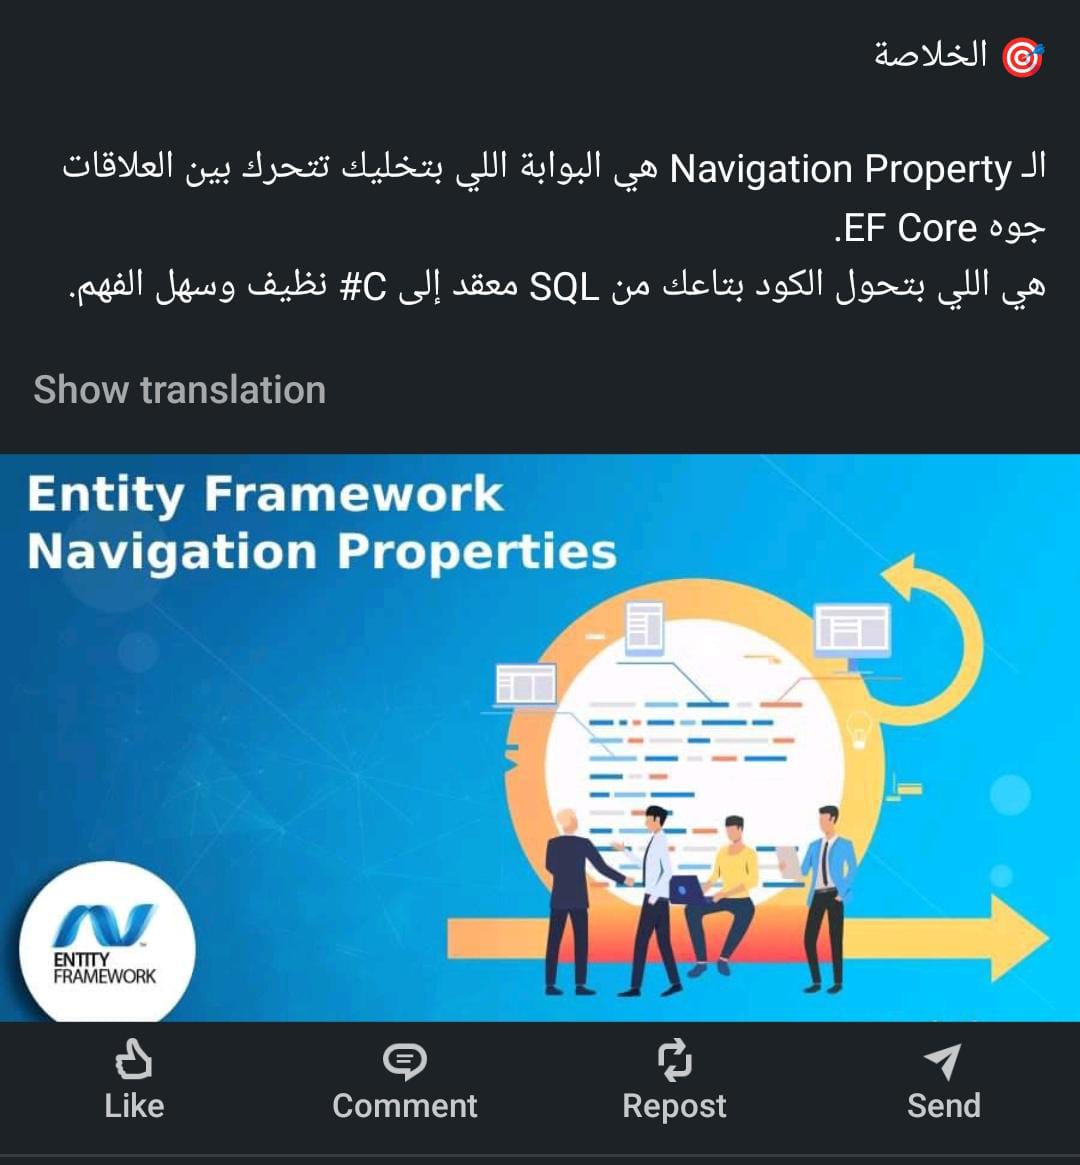 🎯 الخلاصة
الـ Navigation Property هي البوابة اللي بتخليك تتحرك بين العلاقات
جوه EF Core.
هي اللي بتحول الكود بتاعك من SQL معقد إلى C# نظيف وسهل الفهم.
Show translation
Entity Framework
Navigation Properties
ENTITY
FRAMEWORK
Like
Comment
Repost
Send